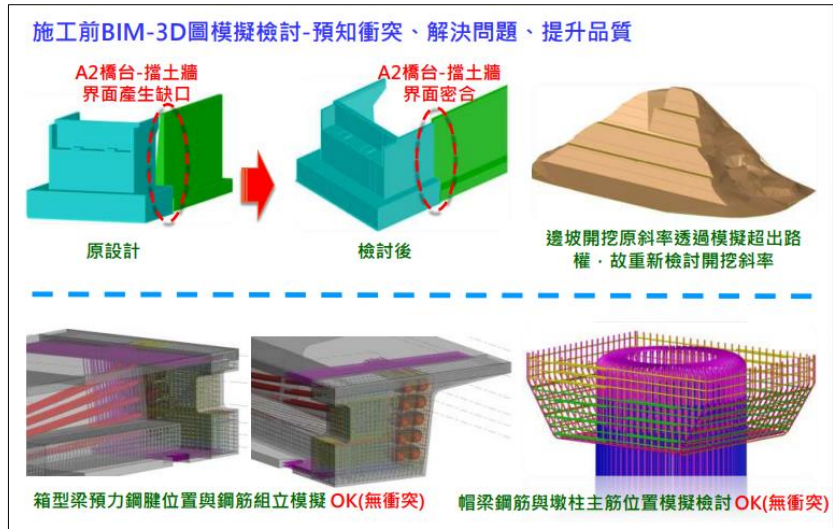 施工前BIM-3D圖模擬檢討-預知衝突、解決問題、提升品質
A2橋台-擋土牆
界面產生缺口
A2橋台-擋土牆
界面密合
原設計
檢討後
邊坡開挖原斜率透過模擬超出路
權，故重新檢討開挖斜率
箱型梁預力鋼腱位置與鋼筋組立模擬 OK(無衝突)
帽梁鋼筋與墩柱主筋位置模擬檢討OK(無衝突)